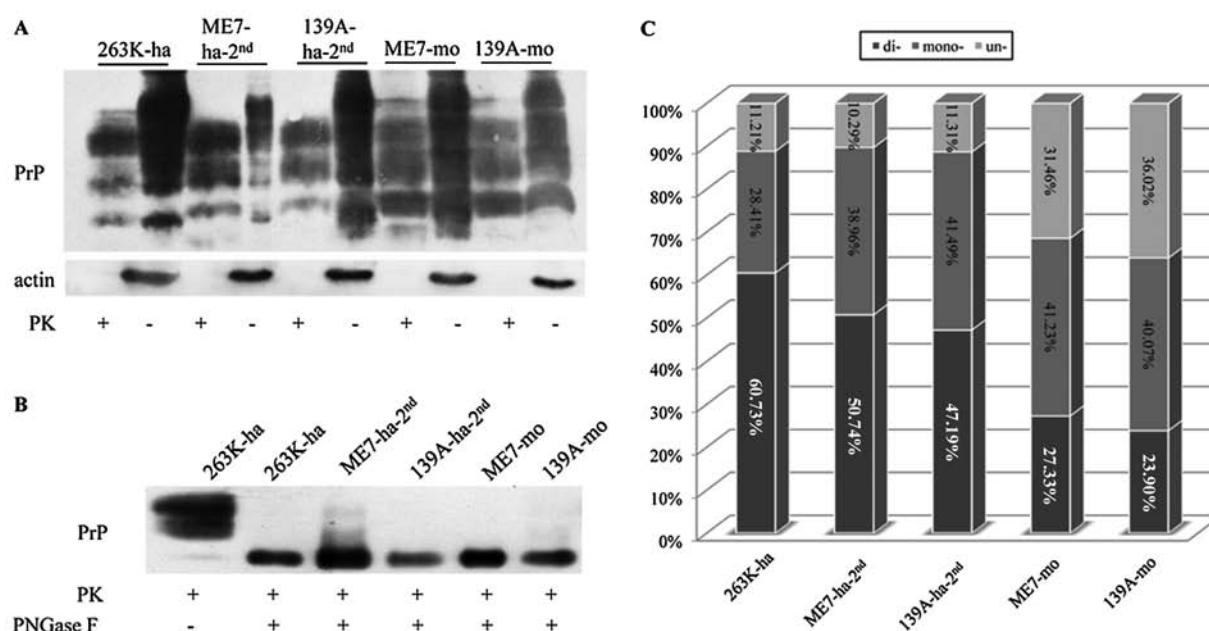 A
263K-ha
ME7-
ha-2nd
139A-
ha-2nd
ME7-mo
139A-mo
PrP
actin
PK + - + - + - + - + -
B
263K-ha
263K-ha
ME7-ha-2nd
139A-ha-2nd
ME7-mo
139A-mo
PrP
PK + + + + + +
PNGase F - + + + + +
C
di- mono- un-
100%
90%
80%
70%
60%
50%
40%
30%
20%
10%
0%
11.21%
28.41%
60.73%
10.29%
38.96%
50.74%
11.31%
41.49%
47.19%
31.46%
41.23%
27.33%
36.02%
40.07%
23.90%
263K-ha
ME7-ha-2nd
139A-ha-2nd
ME7-mo
139A-mo